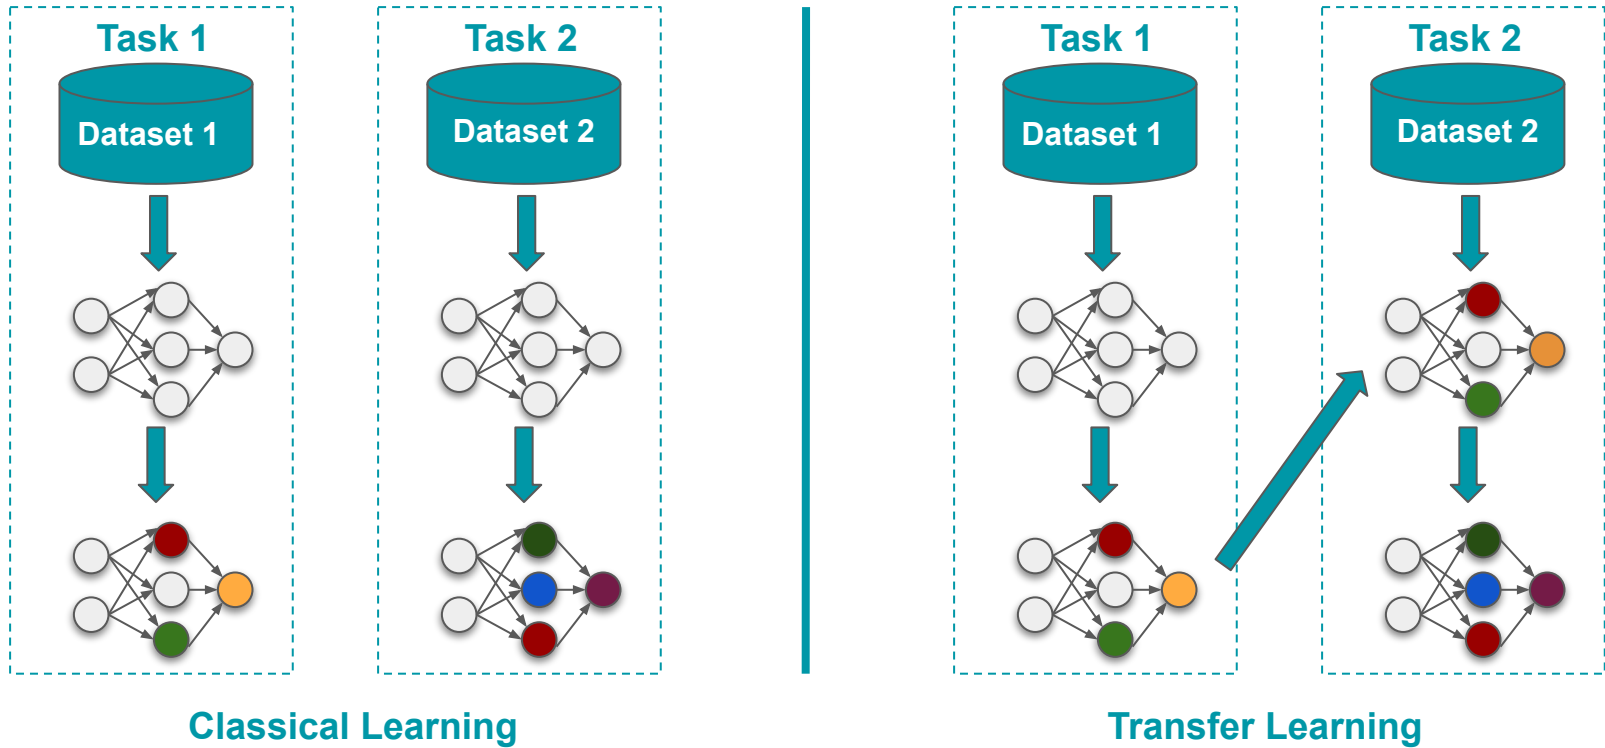 Task 1
Dataset 1
Task 2
Dataset 2
Classical Learning
Task 1
Dataset 1
Task 2
Dataset 2
Transfer Learning